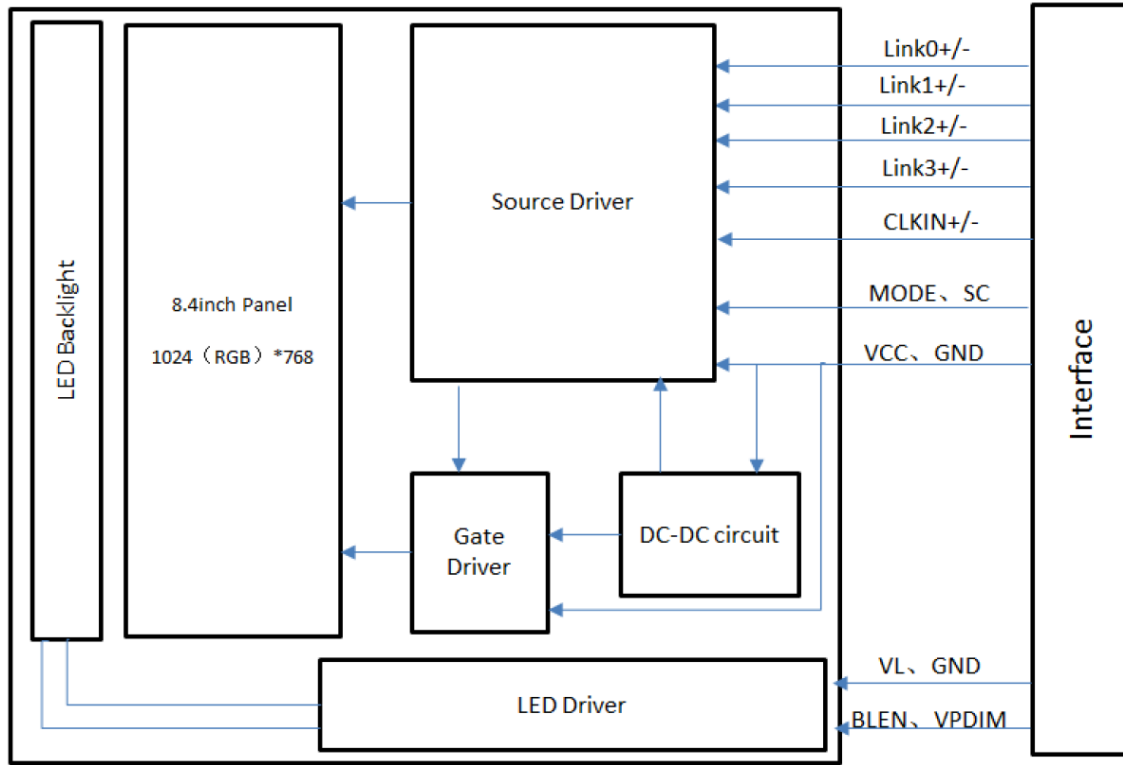 LED Backlight
8.4inch Panel
1024（RGB）*768
Source Driver
Gate
Driver
DC-DC circuit
LED Driver
Link0+/-
Link1+/-
Link2+/-
Link3+/-
CLKIN+/-
MODE、SC
VCC、GND
VL、GND
BLEN、VPDIM
Interface